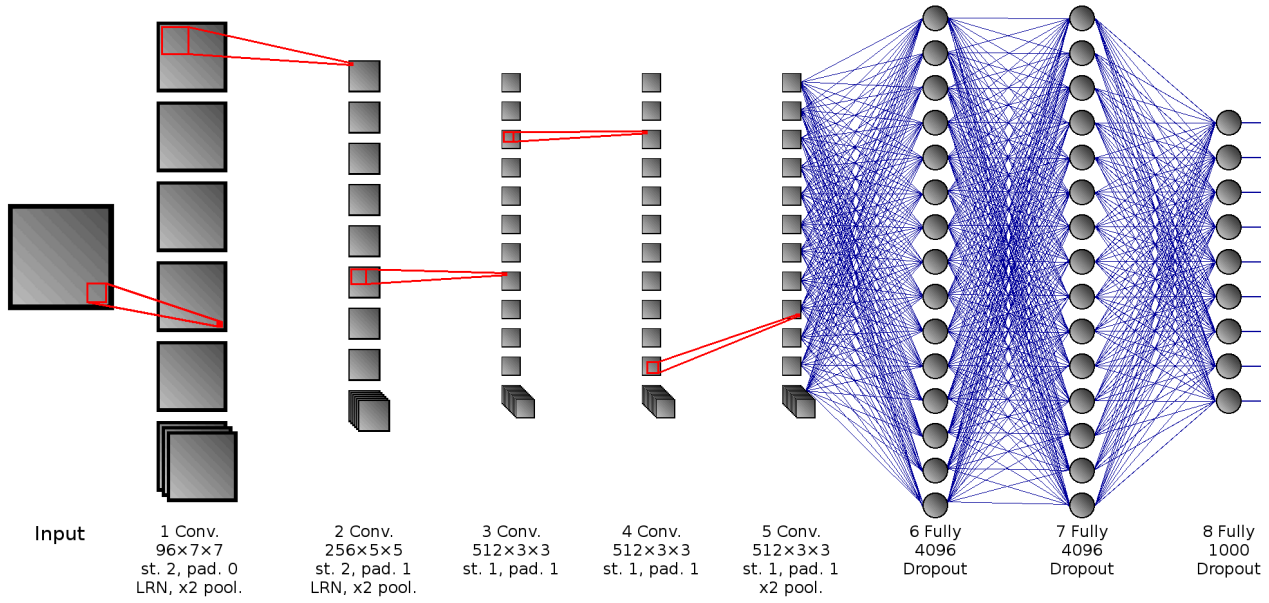 Input
1 Conv.
96×7×7
st. 2, pad. 0
LRN, x2 pool.
2 Conv.
256×5×5
st. 2, pad. 1
LRN, x2 pool.
3 Conv.
512×3×3
st. 1, pad. 1
4 Conv.
512×3×3
st. 1, pad. 1
5 Conv.
512×3×3
st. 1, pad. 1
x2 pool.
6 Fully
4096
Dropout
7 Fully
4096
Dropout
8 Fully
1000
Dropout